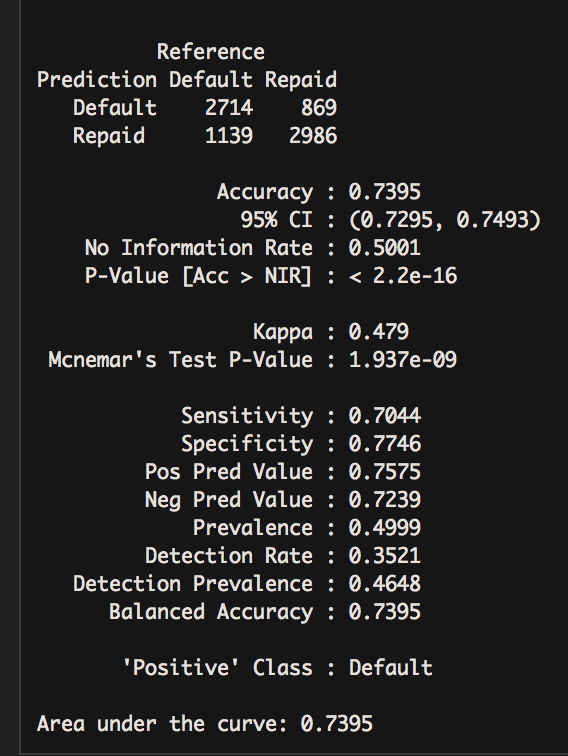 Reference
Prediction Default Repaid
Default 2714 869
Repaid 1139 2986
Accuracy : 0.7395
95% CI : (0.7295, 0.7493)
No Information Rate : 0.5001
P-Value [Acc > NIR] : < 2.2e-16
Kappa : 0.479
Mcnemar's Test P-Value : 1.937e-09
Sensitivity : 0.7044
Specificity : 0.7746
Pos Pred Value : 0.7575
Neg Pred Value : 0.7239
Prevalence : 0.4999
Detection Rate : 0.3521
Detection Prevalence : 0.4648
Balanced Accuracy : 0.7395
'Positive' Class : Default
Area under the curve: 0.7395